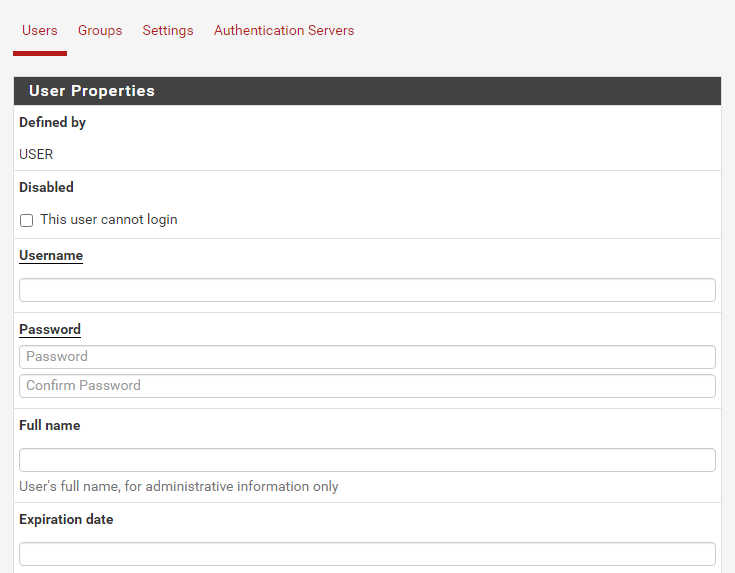 Users Groups Settings Authentication Servers
User Properties
Defined by
USER
Disabled
This user cannot login
Username
Password
Password
Confirm Password
Full name
User's full name, for administrative information only
Expiration date